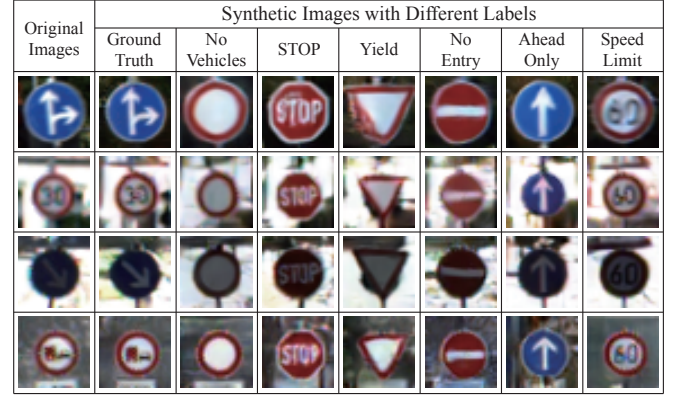 Synthetic Images with Different Labels
Original
Images
Ground
Truth
No
Vehicles
STOP
Yield
No
Entry
Ahead
Only
Speed
Limit
STOP
60
30
30
STOP
60
STOP
60
STOP
60